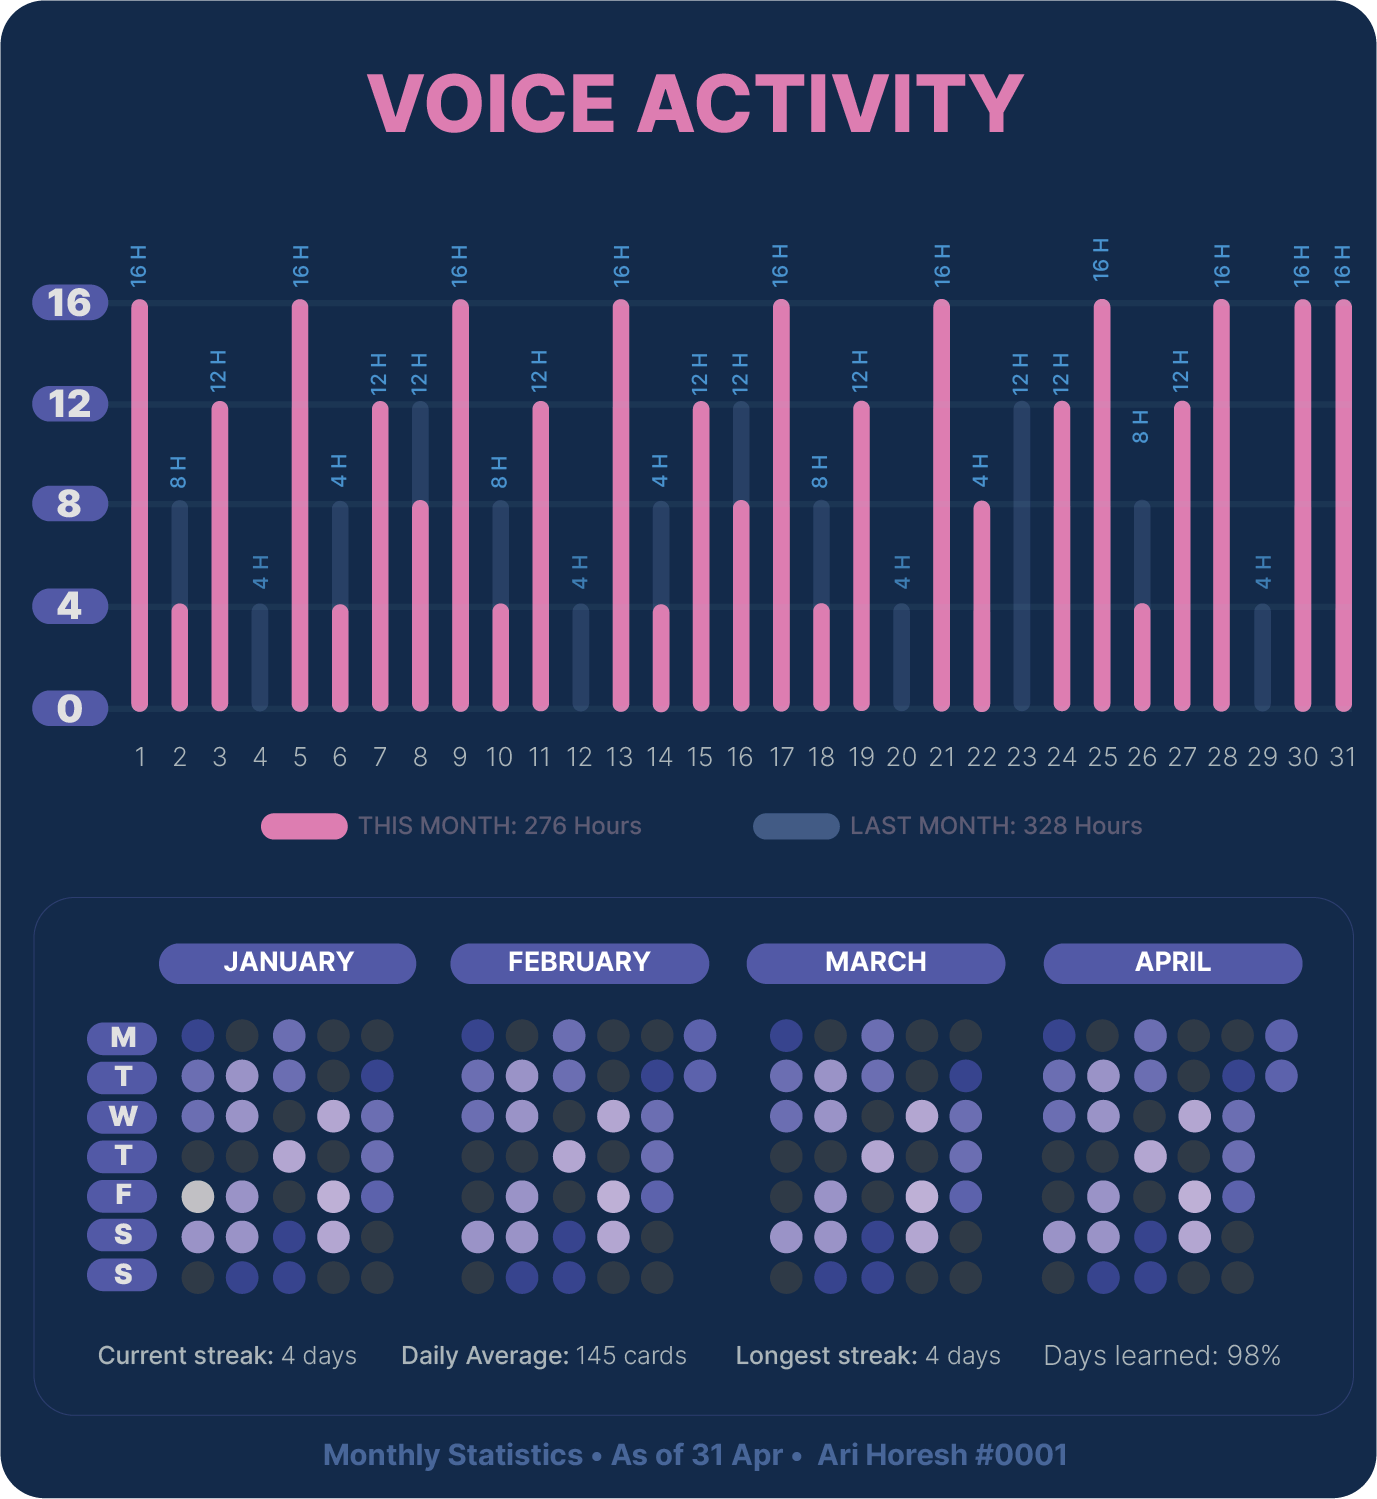 VOICE ACTIVITY
16 H 8 H 12 H 4 H 16 H 4 H 12 H 12 H 16 H 8 H 12 H 4 H 16 H 4 H 12 H 12 H 16 H 8 H 12 H 4 H 16 H 4 H 12 H 12 H 16 H 8 H 12 H 16 H 4 H 16 H 16 H
16
12
8
4
0
1 2 3 4 5 6 7 8 9 10 11 12 13 14 15 16 17 18 19 20 21 22 23 24 25 26 27 28 29 30 31
THIS MONTH: 276 Hours LAST MONTH: 328 Hours
JANUARY FEBRUARY MARCH APRIL
M
T
W
T
F
S
S
Current streak: 4 days Daily Average: 145 cards Longest streak: 4 days Days learned: 98%
Monthly Statistics • As of 31 Apr • Ari Horesh #0001